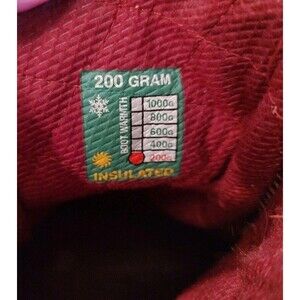 200 GRAM
BOOT WARMTH
1000G
800G
600G
400G
200G
INSULATED